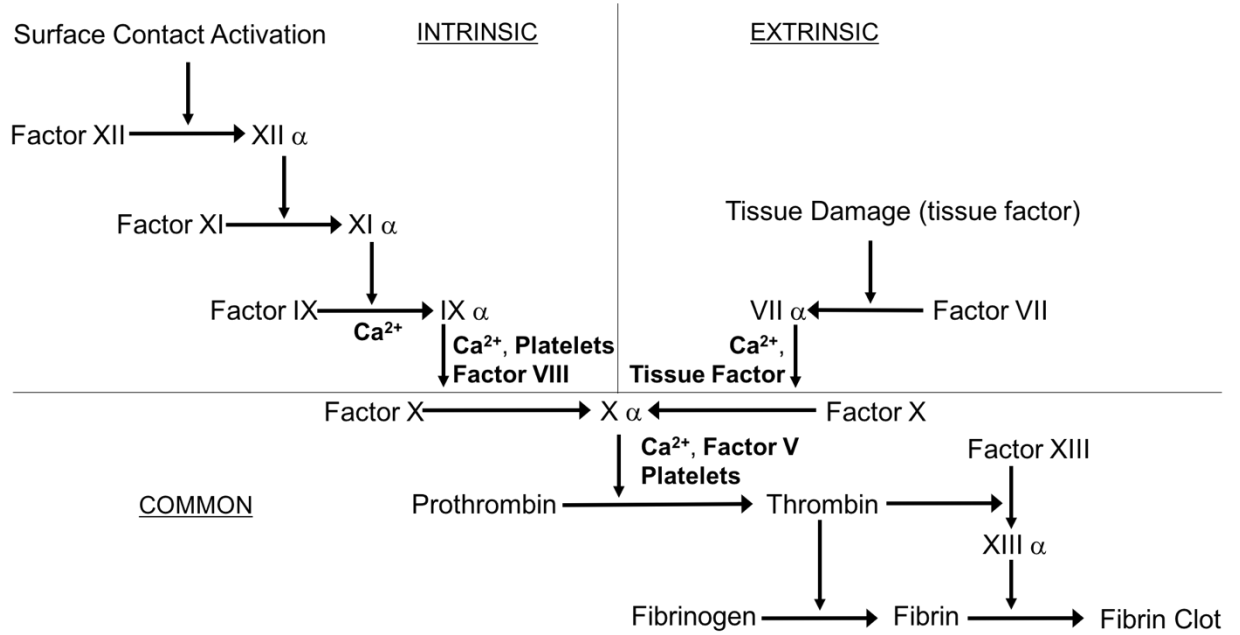 Surface Contact Activation
INTRINSIC
EXTRINSIC
Factor XII
XII α
Factor XI
XI α
Tissue Damage (tissue factor)
Factor IX
IX α
VII α
Factor VII
Ca²⁺
Ca²⁺, Platelets
Factor VIII
Ca²⁺,
Tissue Factor
Factor X
X α
Factor X
Ca²⁺, Factor V
Platelets
Factor XIII
COMMON
Prothrombin
Thrombin
XIII α
Fibrinogen
Fibrin
Fibrin Clot